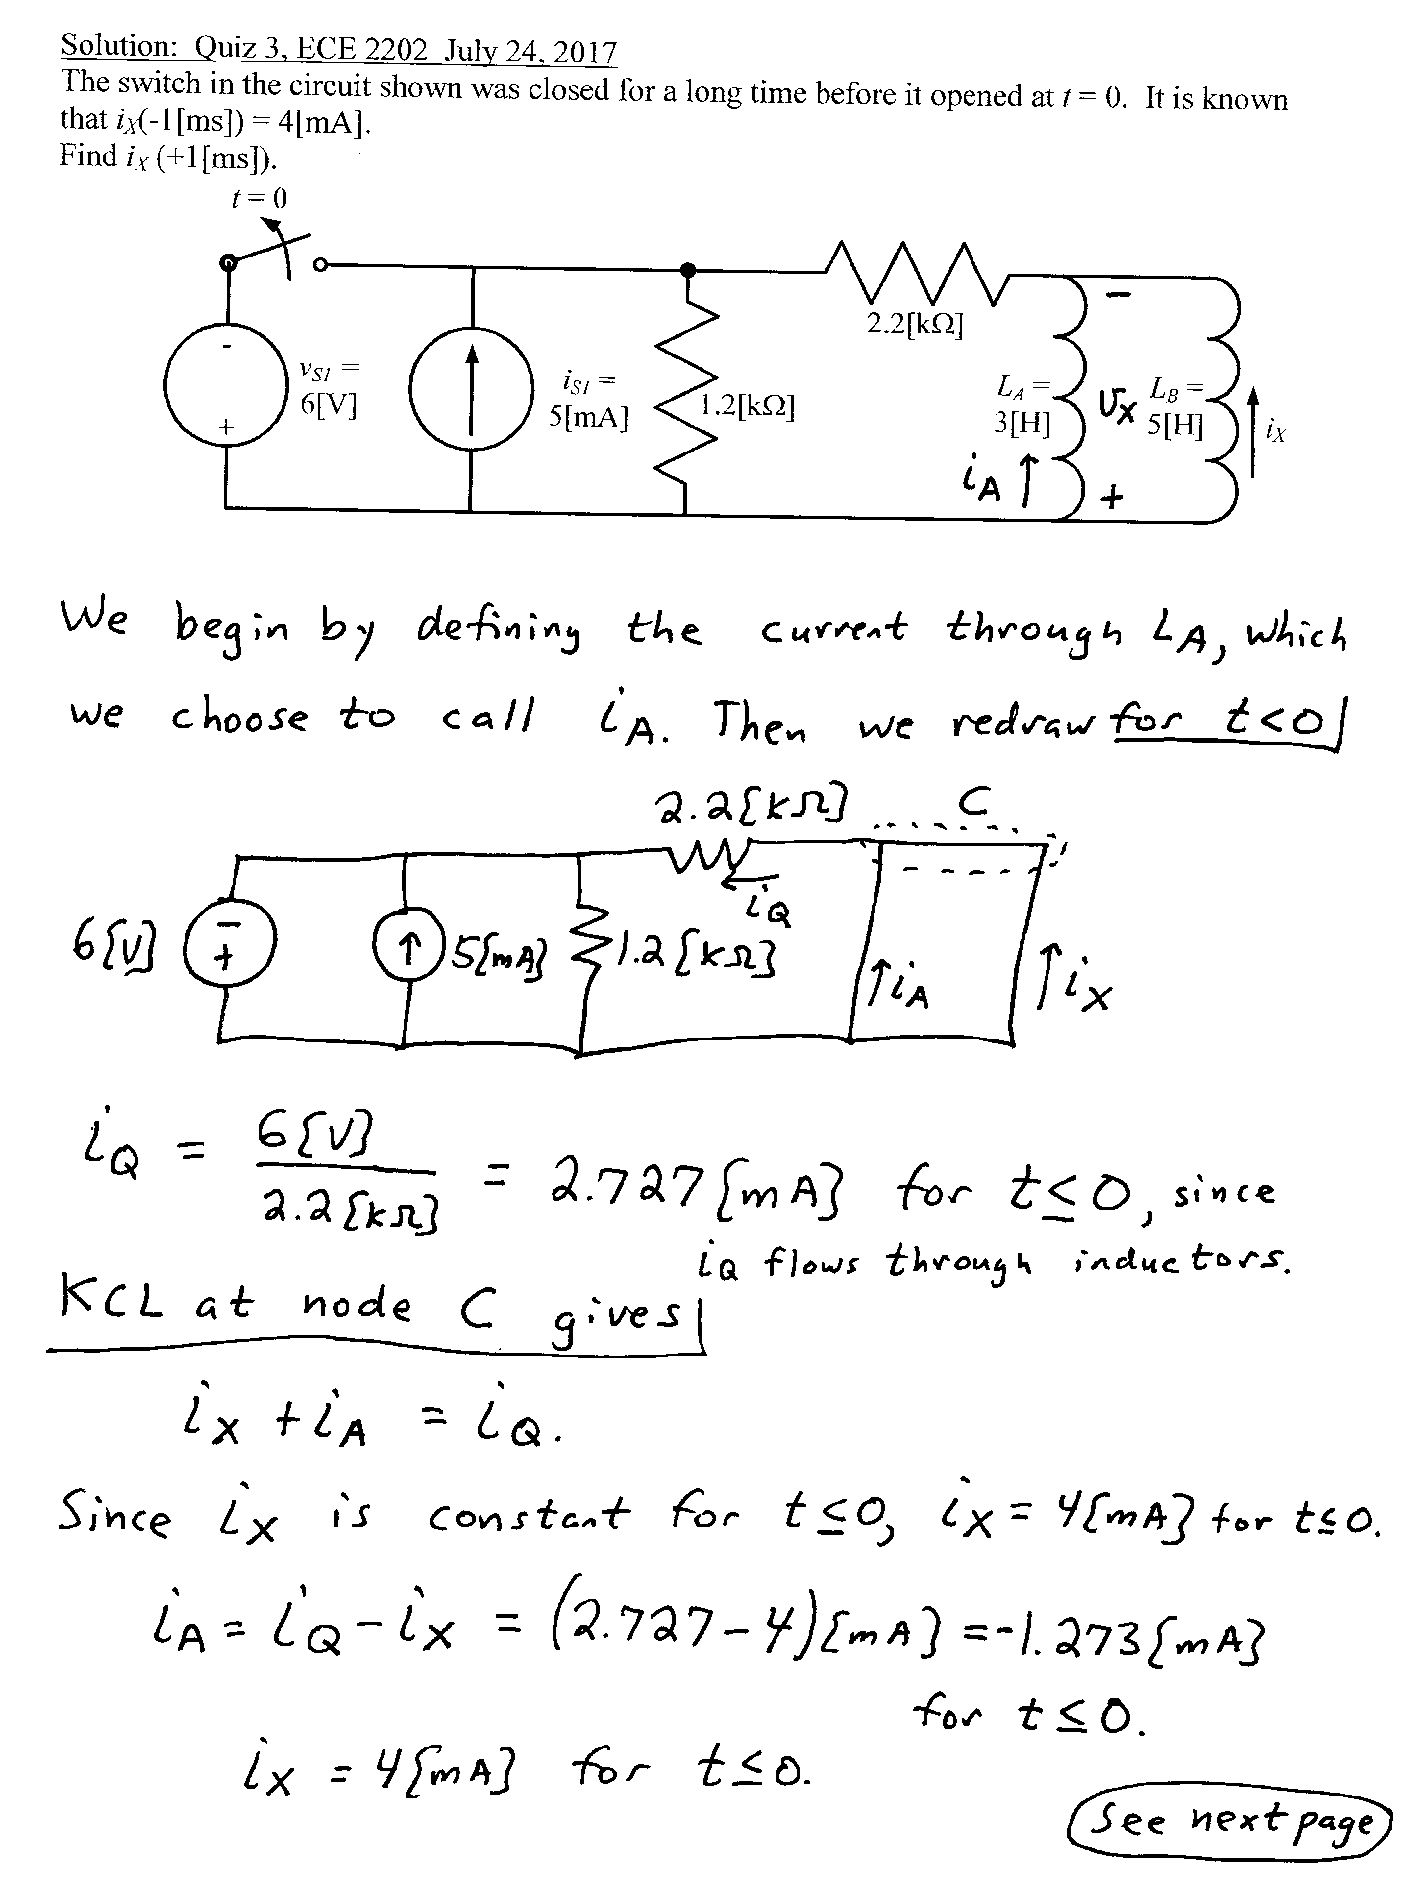 Solution: Quiz 3, ECE 2202 July 24, 2017
The switch in the circuit shown was closed for a long time before it opened at t = 0. It is known
that iX(-1[ms]) = 4[mA].
Find iX (+1[ms]).
t = 0
2.2[kΩ]
-
-
vS1 =
6[V]
+
iS1 =
5[mA]
1.2[kΩ]
LA =
3[H]
vX
LB =
5[H]
iX
iA
+
We begin by defining the current through LA, which
we choose to call iA. Then we redraw for t<0
2.2[kΩ]
C
iQ
6[V]
-
+
5[mA]
1.2[kΩ]
iA
iX
iQ = 6[V] / 2.2[kΩ] = 2.727[mA] for t≤0, since
iQ flows through inductors.
KCL at node C gives
iX + iA = iQ.
Since iX is constant for t≤0, iX = 4[mA] for t≤0.
iA = iQ - iX = (2.727-4)[mA] = -1.273[mA]
for t≤0.
iX = 4[mA] for t≤0.
See next page